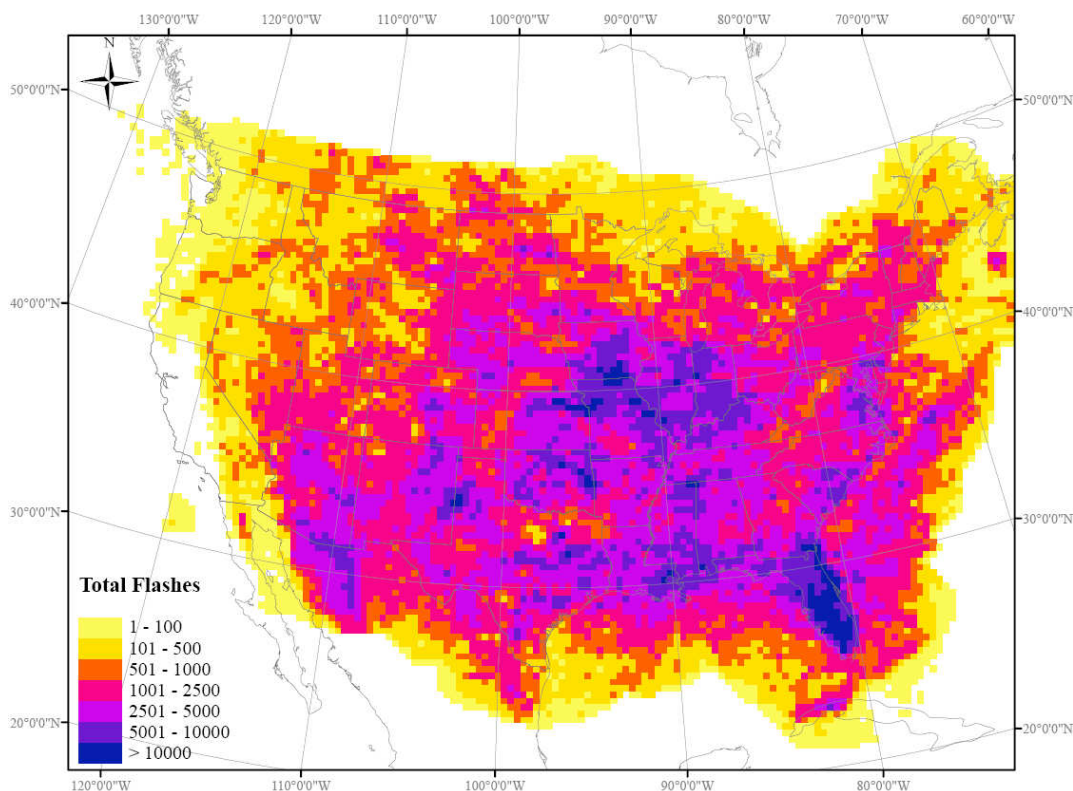 130°0'0"W 120°0'0"W 110°0'0"W 100°0'0"W 90°0'0"W 80°0'0"W 70°0'0"W 60°0'0"W
N
50°0'0"N 50°0'0"N
40°0'0"N 40°0'0"N
30°0'0"N 30°0'0"N
Total Flashes
1 - 100
101 - 500
501 - 1000
1001 - 2500
2501 - 5000
5001 - 10000
> 10000
20°0'0"N 20°0'0"N
120°0'0"W 110°0'0"W 100°0'0"W 90°0'0"W 80°0'0"W